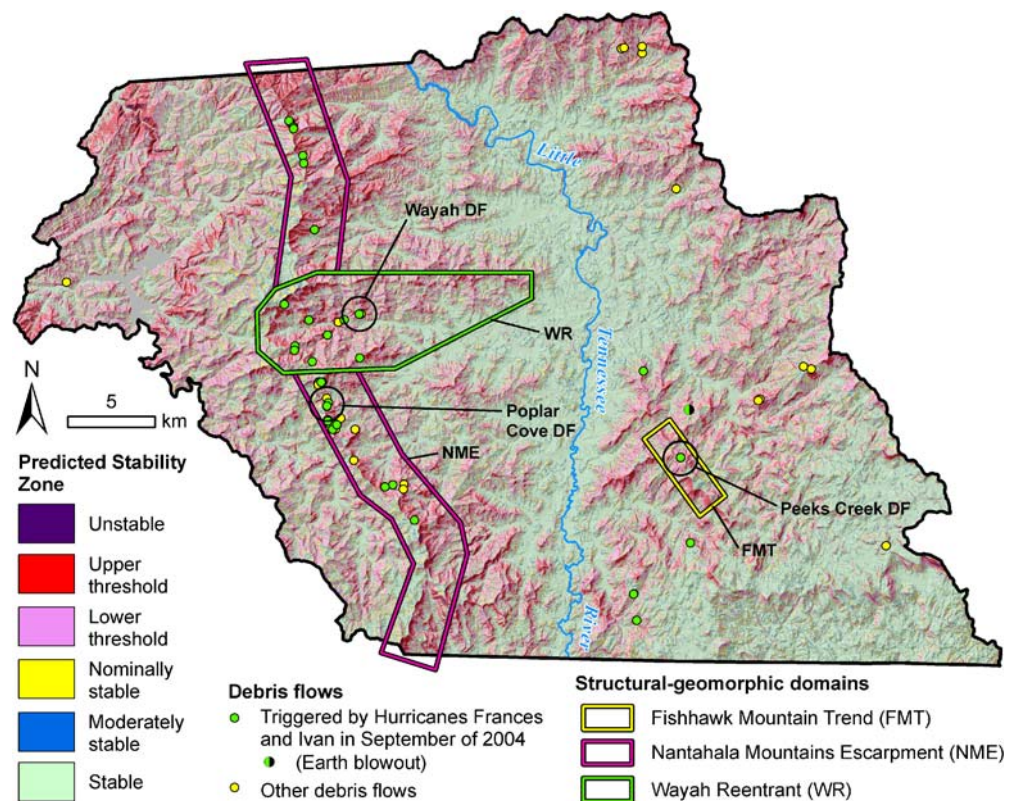 Little
Wayah DF
WR
Tennessee
N
5
km
Poplar
Cove DF
NME
Peeks Creek DF
FMT
River
Predicted Stability
Zone
Unstable
Upper
threshold
Lower
threshold
Nominally
stable
Moderately
stable
Stable
Debris flows
Triggered by Hurricanes Frances
and Ivan in September of 2004
(Earth blowout)
Other debris flows
Structural-geomorphic domains
Fishhawk Mountain Trend (FMT)
Nantahala Mountains Escarpment (NME)
Wayah Reentrant (WR)